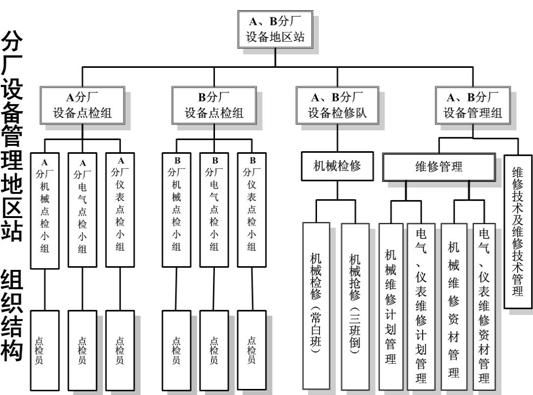 分厂设备管理地区站 组织结构
A、B分厂
设备地区站
A分厂
设备点检组
B分厂
设备点检组
A、B分厂
设备检修队
A、B分厂
设备管理组
A分厂机械点检小组
A分厂电气点检小组
A分厂仪表点检小组
B分厂机械点检小组
B分厂电气点检小组
B分厂仪表点检小组
机械检修
维修管理
维修技术及维修技术管理
点检员
点检员
点检员
点检员
点检员
点检员
机械检修（常白班）
机械抢修（三班倒）
机械维修计划管理
电气、仪表维修计划管理
机械维修资材管理
电气、仪表维修资材管理